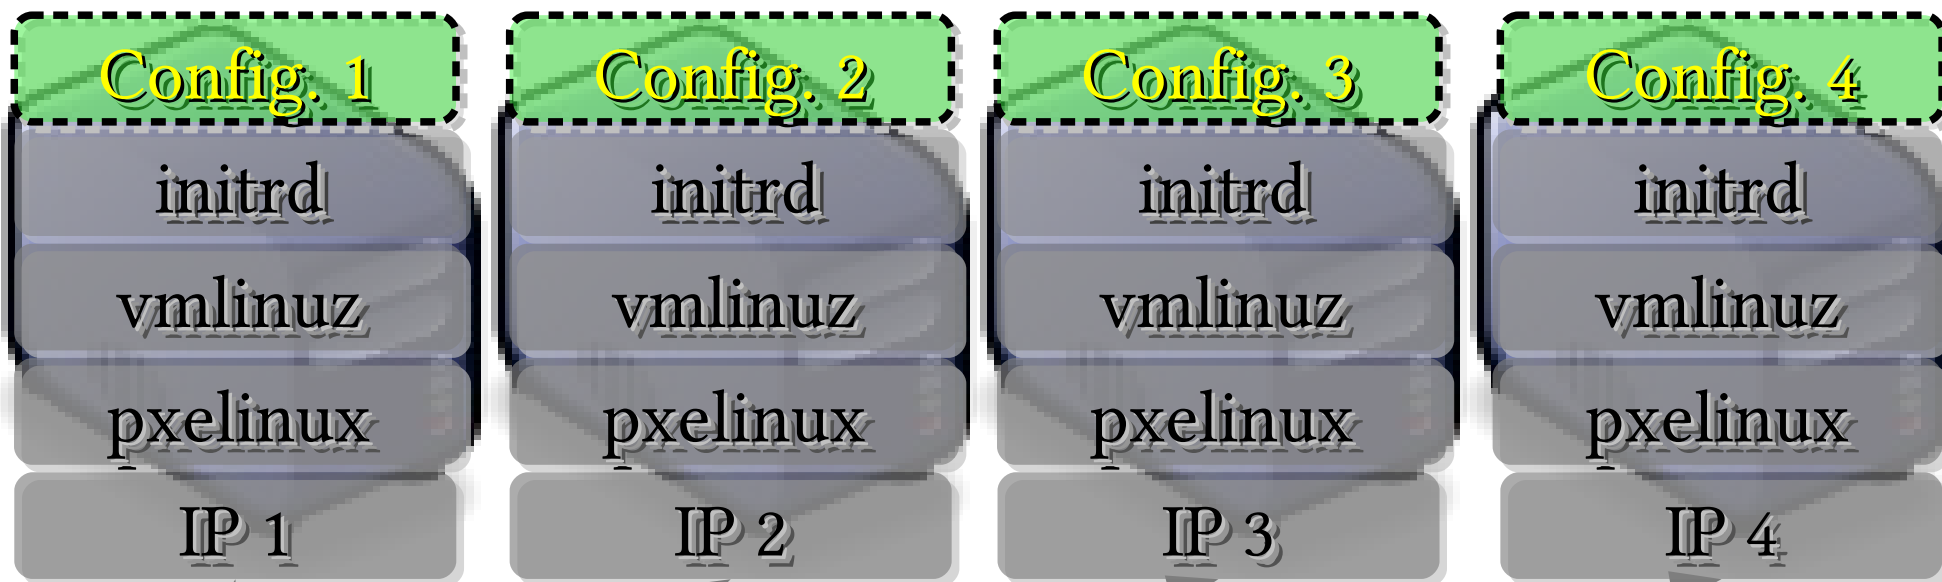 Config. 1 Config. 2 Config. 3 Config. 4
initrd initrd initrd initrd
vmlinuz vmlinuz vmlinuz vmlinuz
pxelinux pxelinux pxelinux pxelinux
IP 1 IP 2 IP 3 IP 4